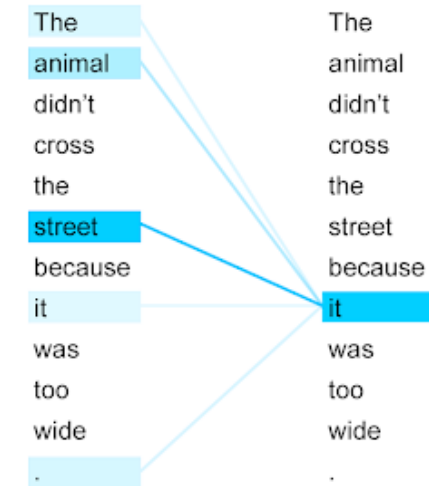 The The
animal animal
didn't didn't
cross cross
the the
street street
because because
it it
was was
too too
wide wide
. .